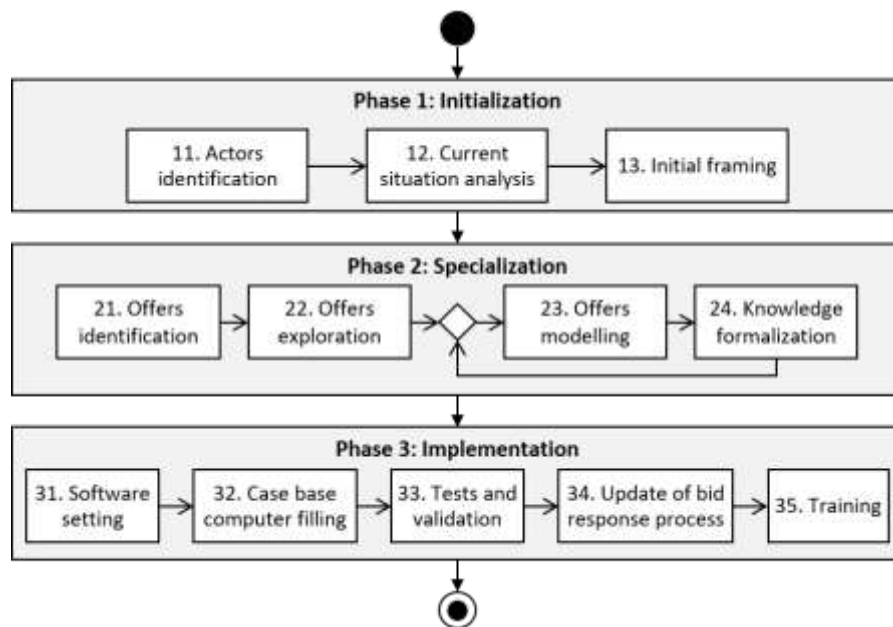 Phase 1: Initialization
11. Actors
identification
12. Current
situation analysis
13. Initial framing
Phase 2: Specialization
21. Offers
identification
22. Offers
exploration
23. Offers
modelling
24. Knowledge
formalization
Phase 3: Implementation
31. Software
setting
32. Case base
computer filling
33. Tests and
validation
34. Update of bid
response process
35. Training